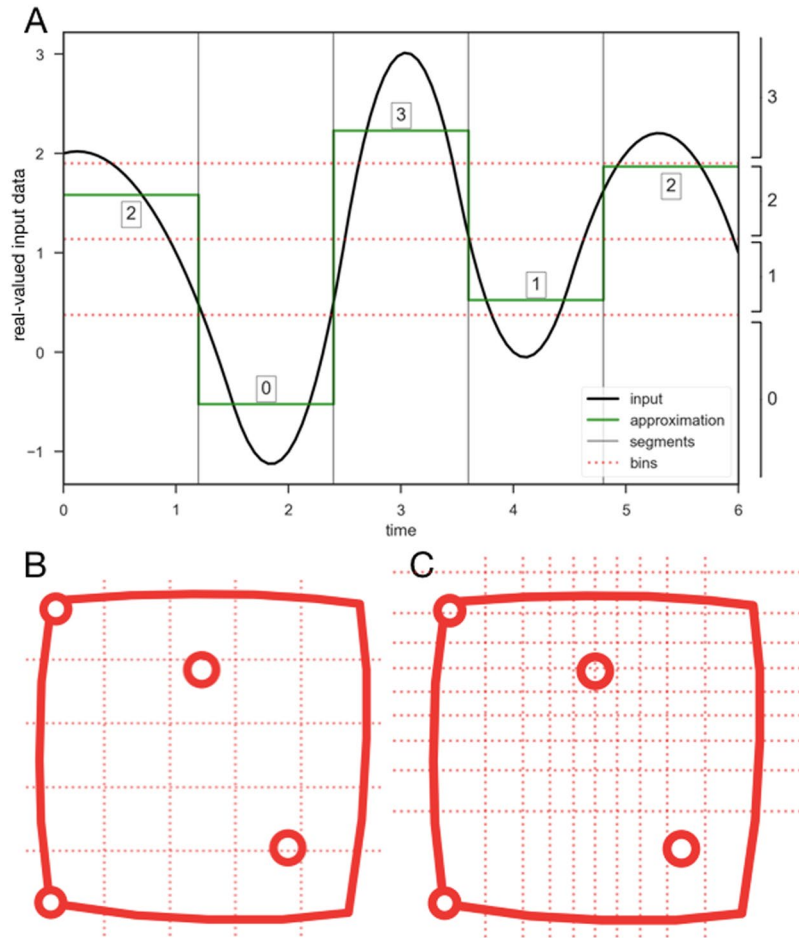 A
real-valued input data
3
2
1
0
−1
2
0
3
1
2
3
2
1
0
input
approximation
segments
bins
0 1 2 3 4 5 6
time
B C